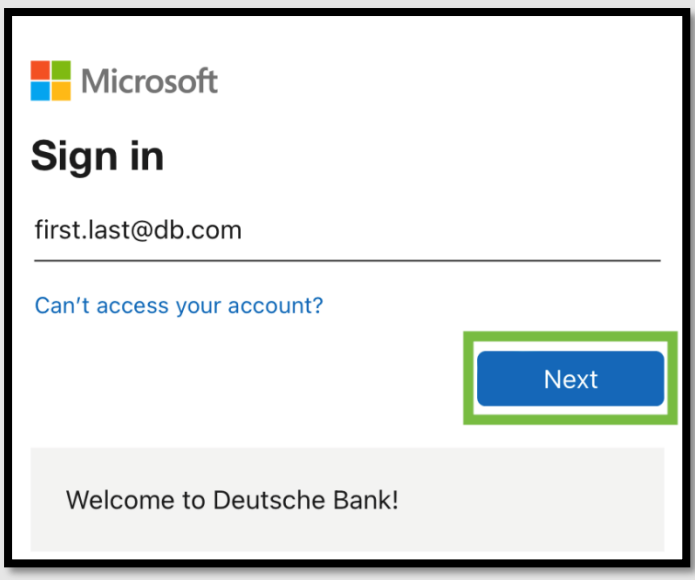 Microsoft
Sign in
first.last@db.com
Can't access your account?
Next
Welcome to Deutsche Bank!